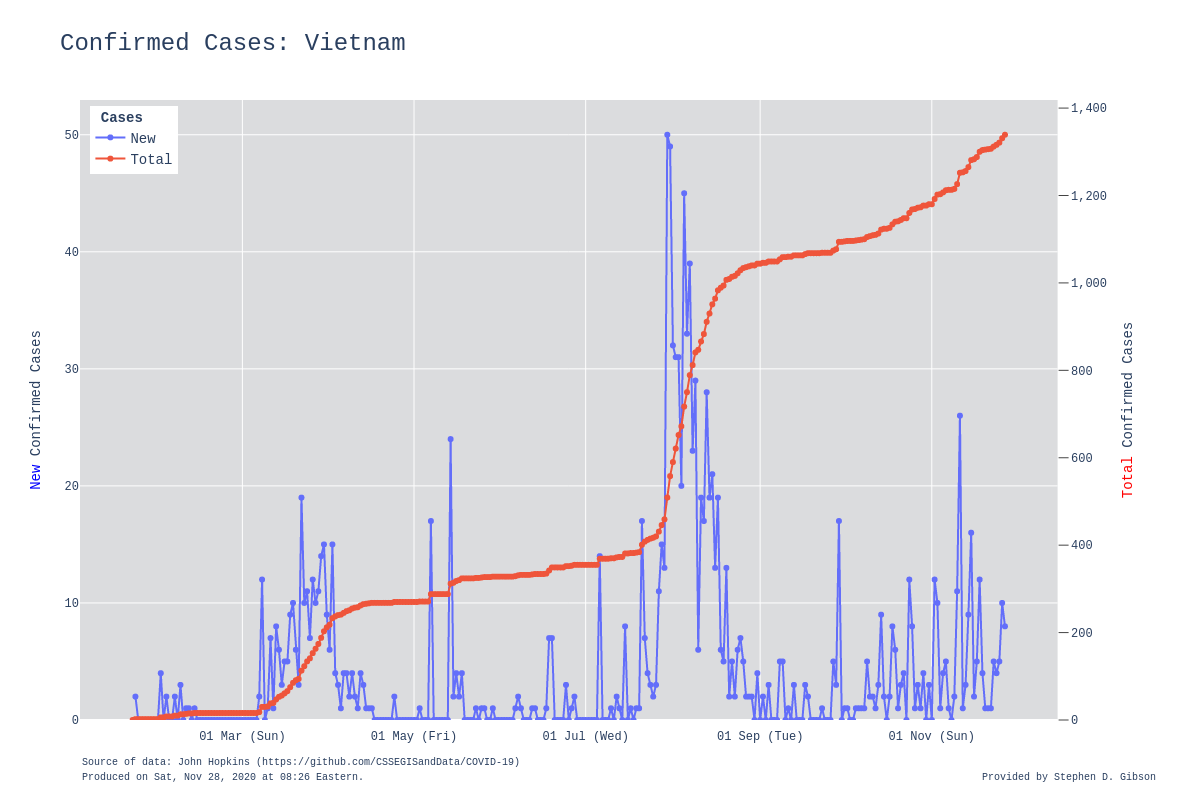 Confirmed Cases: Vietnam
Cases
New
Total
50
40
30
20
10
0
1,400
1,200
1,000
800
600
400
200
0
New Confirmed Cases
Total Confirmed Cases
01 Mar (Sun)
01 May (Fri)
01 Jul (Wed)
01 Sep (Tue)
01 Nov (Sun)
Source of data: John Hopkins (https://github.com/CSSEGISandData/COVID-19)
Produced on Sat, Nov 28, 2020 at 08:26 Eastern.
Provided by Stephen D. Gibson